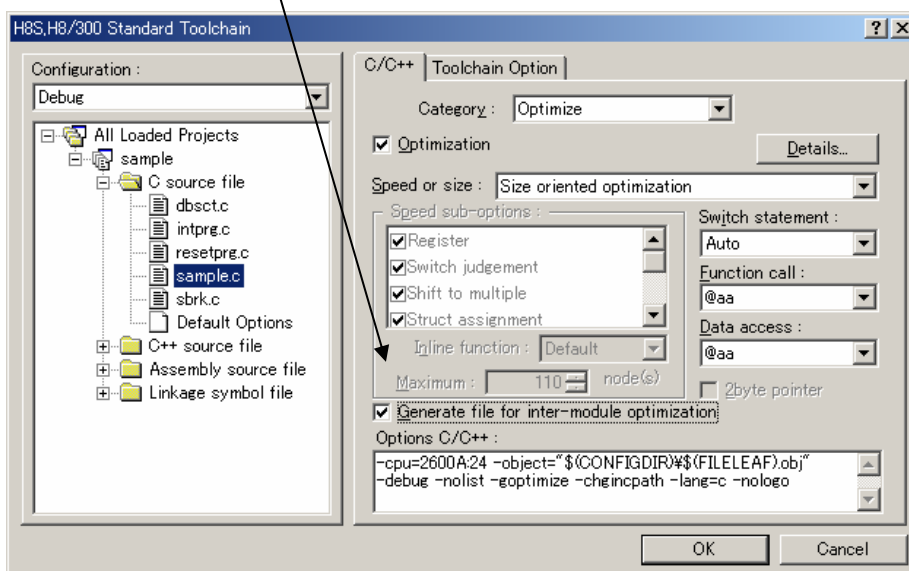 H8S,H8/300 Standard Toolchain
Configuration :
Debug
All Loaded Projects
sample
C source file
dbsct.c
intprg.c
resetprg.c
sample.c
sbrk.c
Default Options
C++ source file
Assembly source file
Linkage symbol file
C/C++
Toolchain Option
Category : Optimize
Optimization
Details...
Speed or size : Size oriented optimization
Speed sub-options :
Register
Switch judgement
Shift to multiple
Struct assignment
Inline function : Default
Maximum : 110 node(s)
Switch statement :
Auto
Function call :
@aa
Data access :
@aa
2byte pointer
Generate file for inter-module optimization
Options C/C++ :
-cpu=2600A:24 -object="$(CONFIGDIR)¥$(FILELEAF).obj"
-debug -nolist -goptimize -chgincpath -lang=c -nologo
OK
Cancel